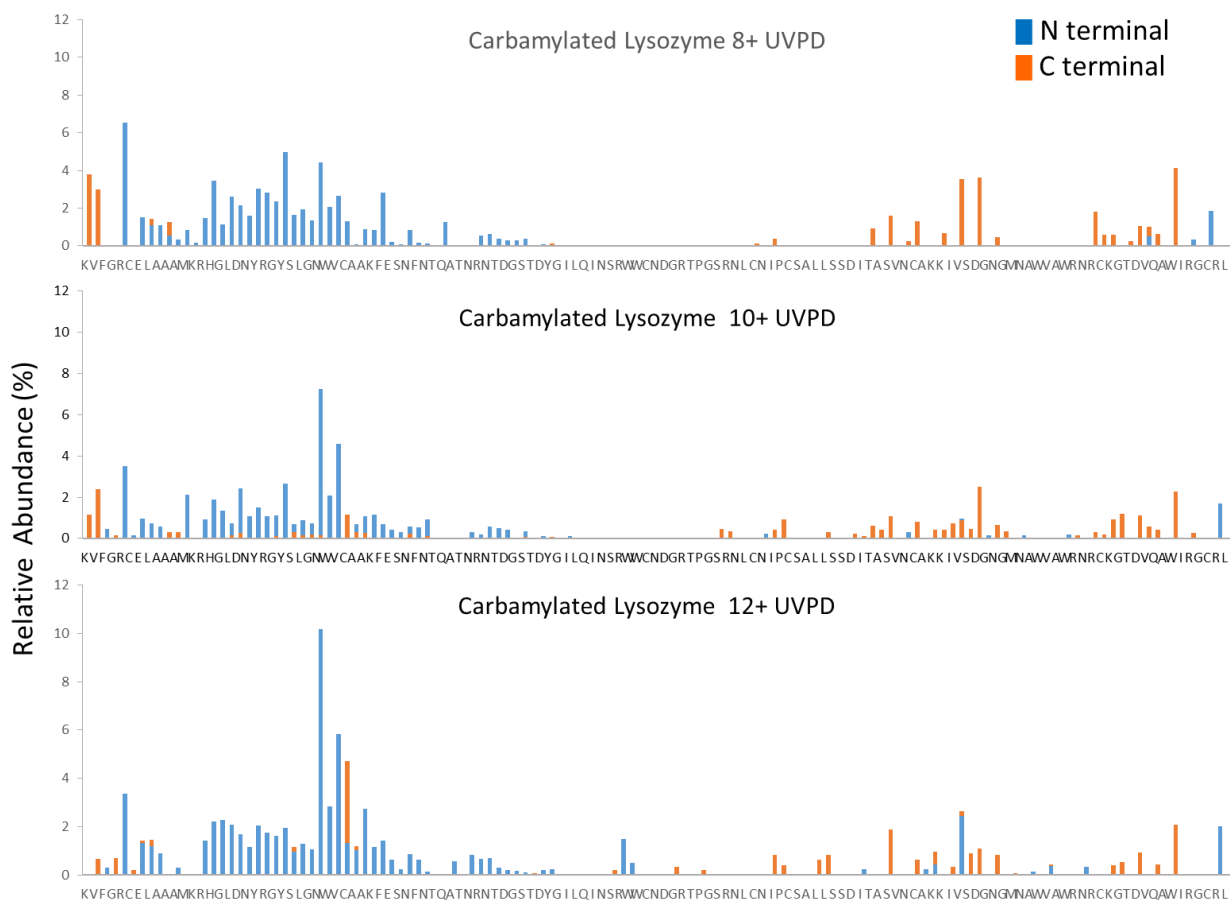 12
Carbamylated Lysozyme 8+ UVPD
N terminal
C terminal
10
8
6
4
2
0
KVFGRCELAAAMKRHGLDNYRGYSLGNWVCAAKFESNFNTQATNRNTDGSTDYGILQINSRWWCNDGRTPGSRNLCNIPCSALLSSDITASVNCAKKIVSDGNGMNAWVAWRNRCKGTDVQAWIRGCRL
Relative Abundance (%)
12
Carbamylated Lysozyme 10+ UVPD
10
8
6
4
2
0
KVFGRCELAAAMKRHGLDNYRGYSLGNWVCAAKFESNFNTQATNRNTDGSTDYGILQINSRWWCNDGRTPGSRNLCNIPCSALLSSDITASVNCAKKIVSDGNGMNAWVAWRNRCKGTDVQAWIRGCRL
12
Carbamylated Lysozyme 12+ UVPD
10
8
6
4
2
0
KVFGRCELAAAMKRHGLDNYRGYSLGNWVCAAKFESNFNTQATNRNTDGSTDYGILQINSRWWCNDGRTPGSRNLCNIPCSALLSSDITASVNCAKKIVSDGNGMNAWVAWRNRCKGTDVQAWIRGCRL